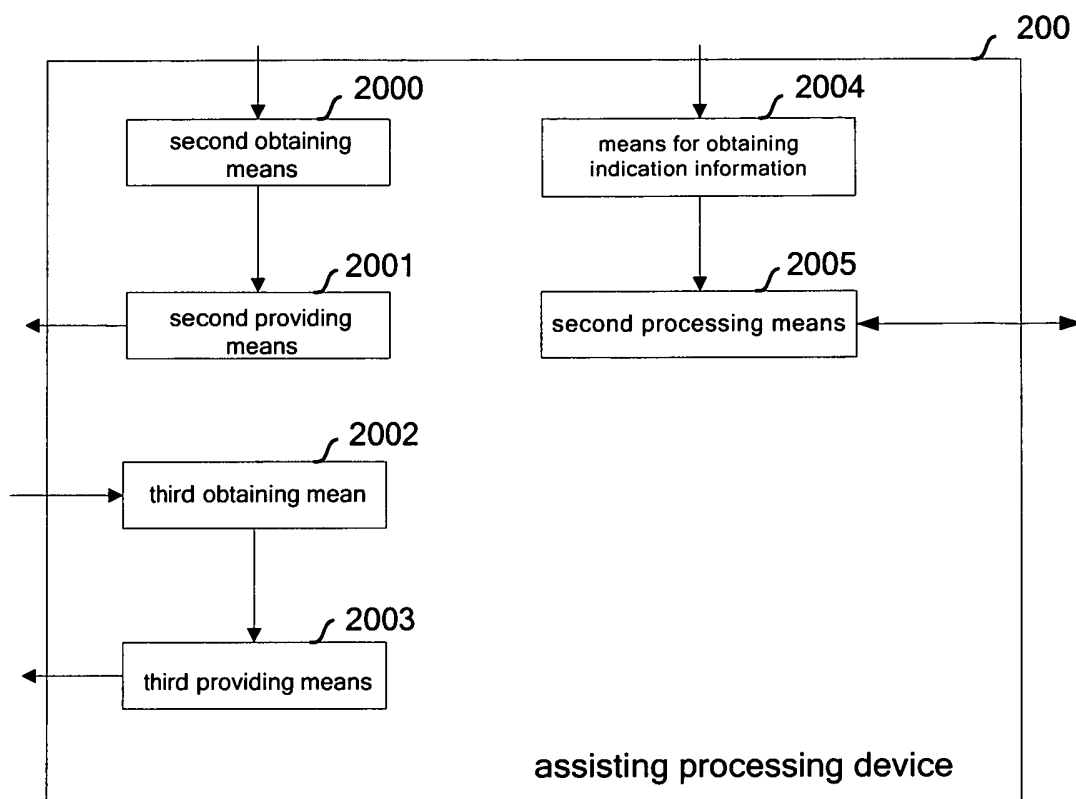 200
2000
second obtaining
means
2004
means for obtaining
indication information
2001
second providing
means
2005
second processing means
2002
third obtaining mean
2003
third providing means
assisting processing device